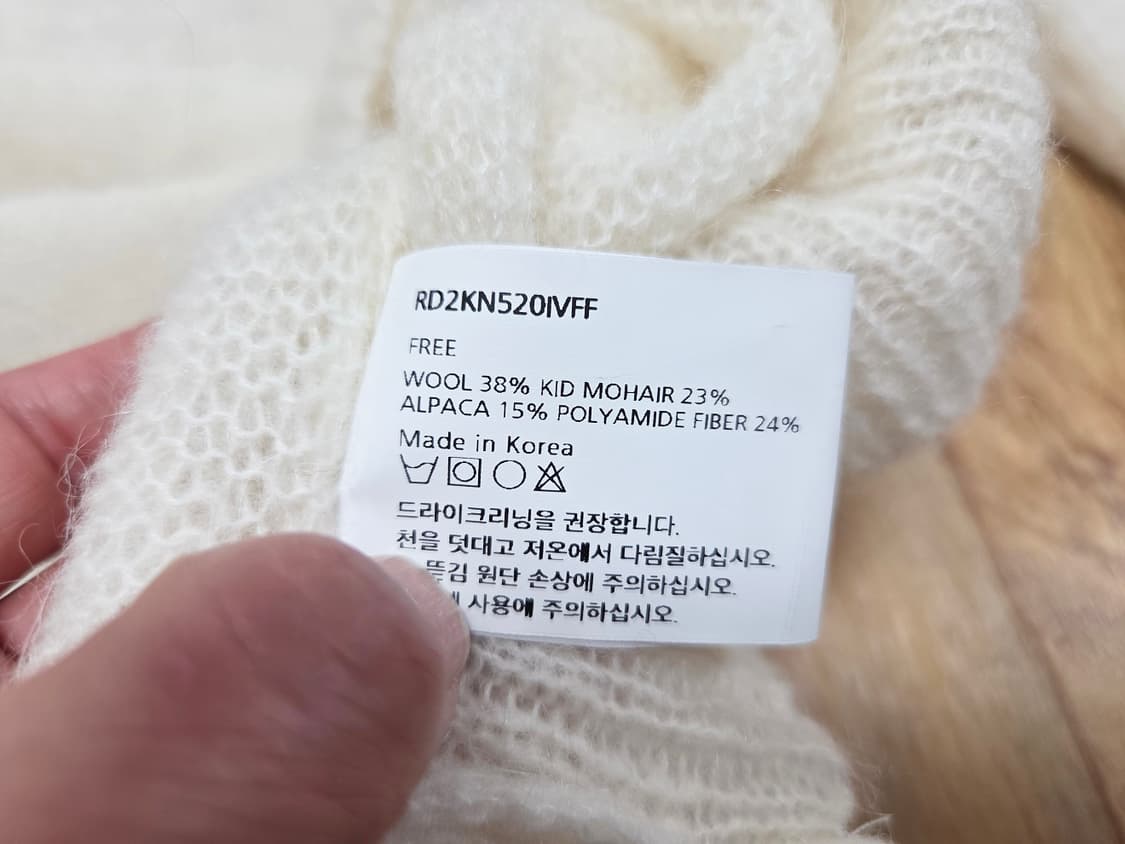 RD2KN520IVFF
FREE
WOOL 38% KID MOHAIR 23%
ALPACA 15% POLYAMIDE FIBER 24%
Made in Korea
드라이크리닝을 권장합니다.
천을 덧대고 저온에서 다림질하십시오.
뜯김 원단 손상에 주의하십시오.
사용에 주의하십시오.